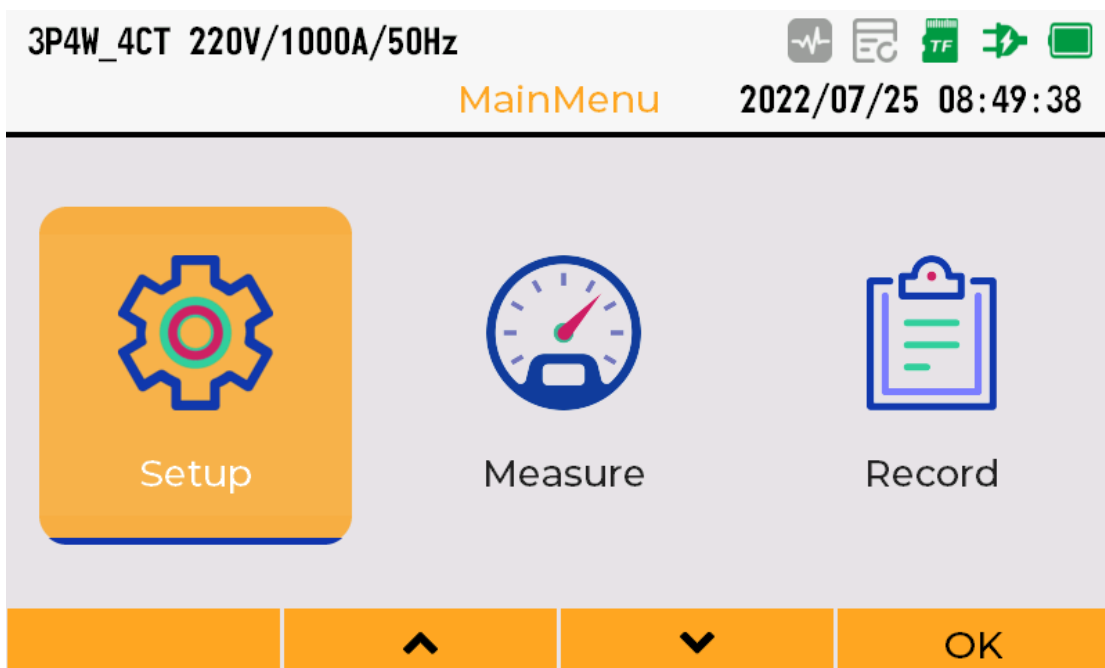 3P4W_4CT 220V/1000A/50Hz
TF
MainMenu 2022/07/25 08:49:38
Setup Measure Record
OK